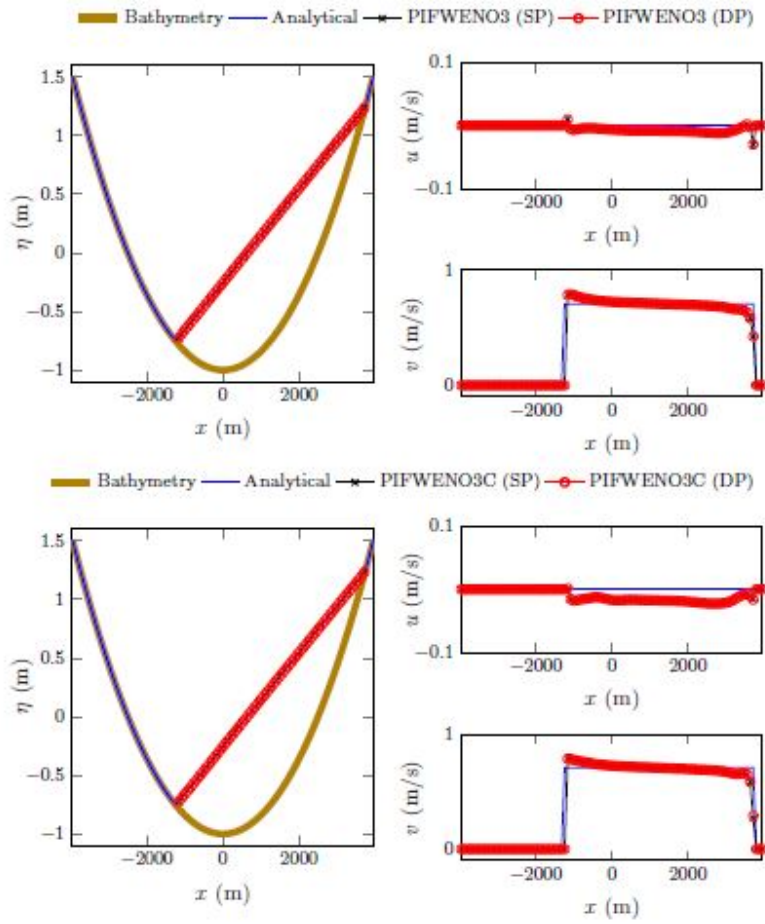 Bathymetry Analytical PIFWENO3 (SP) PIFWENO3 (DP)
1.5
1
0.5
0
−0.5
−1
η (m)
−2000 0 2000
x (m)
0.1
−0.1
u (m/s)
−2000 0 2000
x (m)
1
0
v (m/s)
−2000 0 2000
x (m)
Bathymetry Analytical PIFWENO3C (SP) PIFWENO3C (DP)
1.5
1
0.5
0
−0.5
−1
η (m)
−2000 0 2000
x (m)
0.1
−0.1
u (m/s)
−2000 0 2000
x (m)
1
0
v (m/s)
−2000 0 2000
x (m)